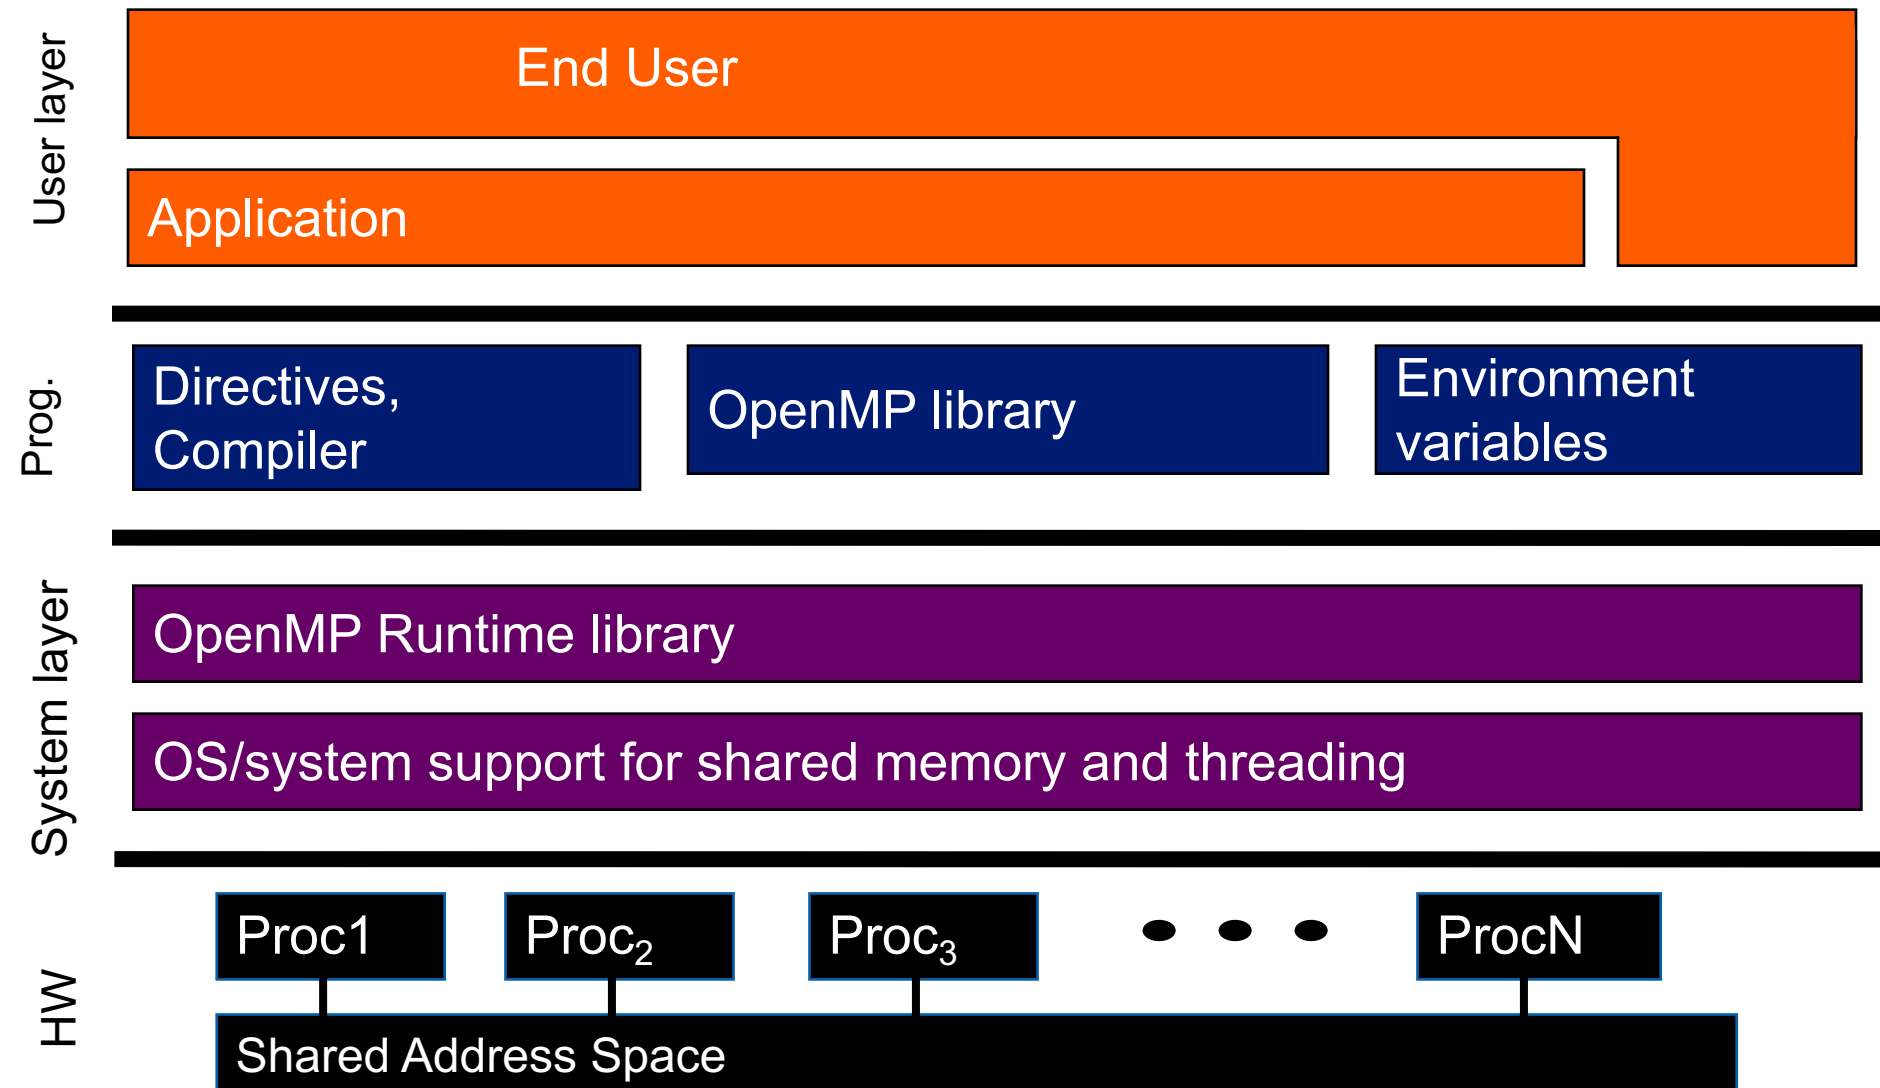 User layer
End User
Application
Prog.
Directives,
Compiler
OpenMP library
Environment
variables
System layer
OpenMP Runtime library
OS/system support for shared memory and threading
HW
Proc1
Proc₂
Proc₃
• • •
ProcN
Shared Address Space